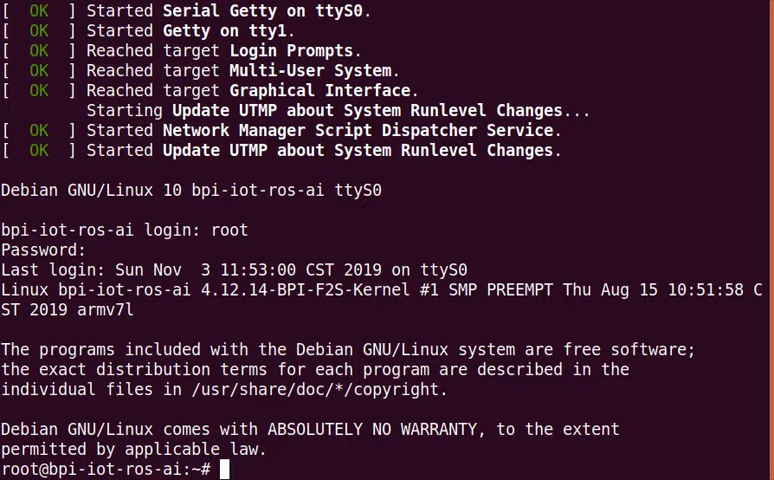 [  OK  ] Started Serial Getty on ttyS0.
[  OK  ] Started Getty on tty1.
[  OK  ] Reached target Login Prompts.
[  OK  ] Reached target Multi-User System.
[  OK  ] Reached target Graphical Interface.
         Starting Update UTMP about System Runlevel Changes...
[  OK  ] Started Network Manager Script Dispatcher Service.
[  OK  ] Started Update UTMP about System Runlevel Changes.
Debian GNU/Linux 10 bpi-iot-ros-ai ttyS0
bpi-iot-ros-ai login: root
Password:
Last login: Sun Nov  3 11:53:00 CST 2019 on ttyS0
Linux bpi-iot-ros-ai 4.12.14-BPI-F2S-Kernel #1 SMP PREEMPT Thu Aug 15 10:51:58 C
ST 2019 armv7l
The programs included with the Debian GNU/Linux system are free software;
the exact distribution terms for each program are described in the
individual files in /usr/share/doc/*/copyright.
Debian GNU/Linux comes with ABSOLUTELY NO WARRANTY, to the extent
permitted by applicable law.
root@bpi-iot-ros-ai:~#